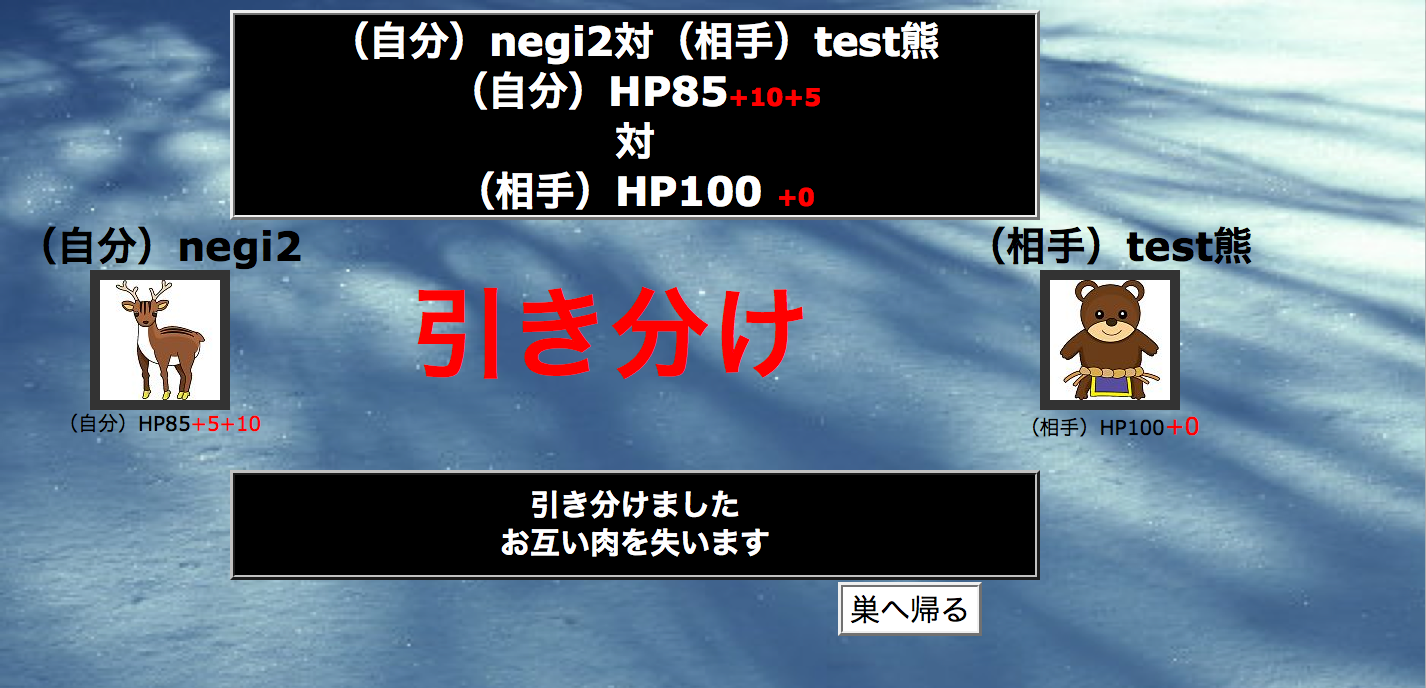 （自分）negi2対（相手）test熊
（自分）HP85+10+5
対
（相手）HP100 +0
（自分）negi2
（相手）test熊
引き分け
（自分）HP85+5+10
（相手）HP100+0
引き分けました
お互い肉を失います
巣へ帰る